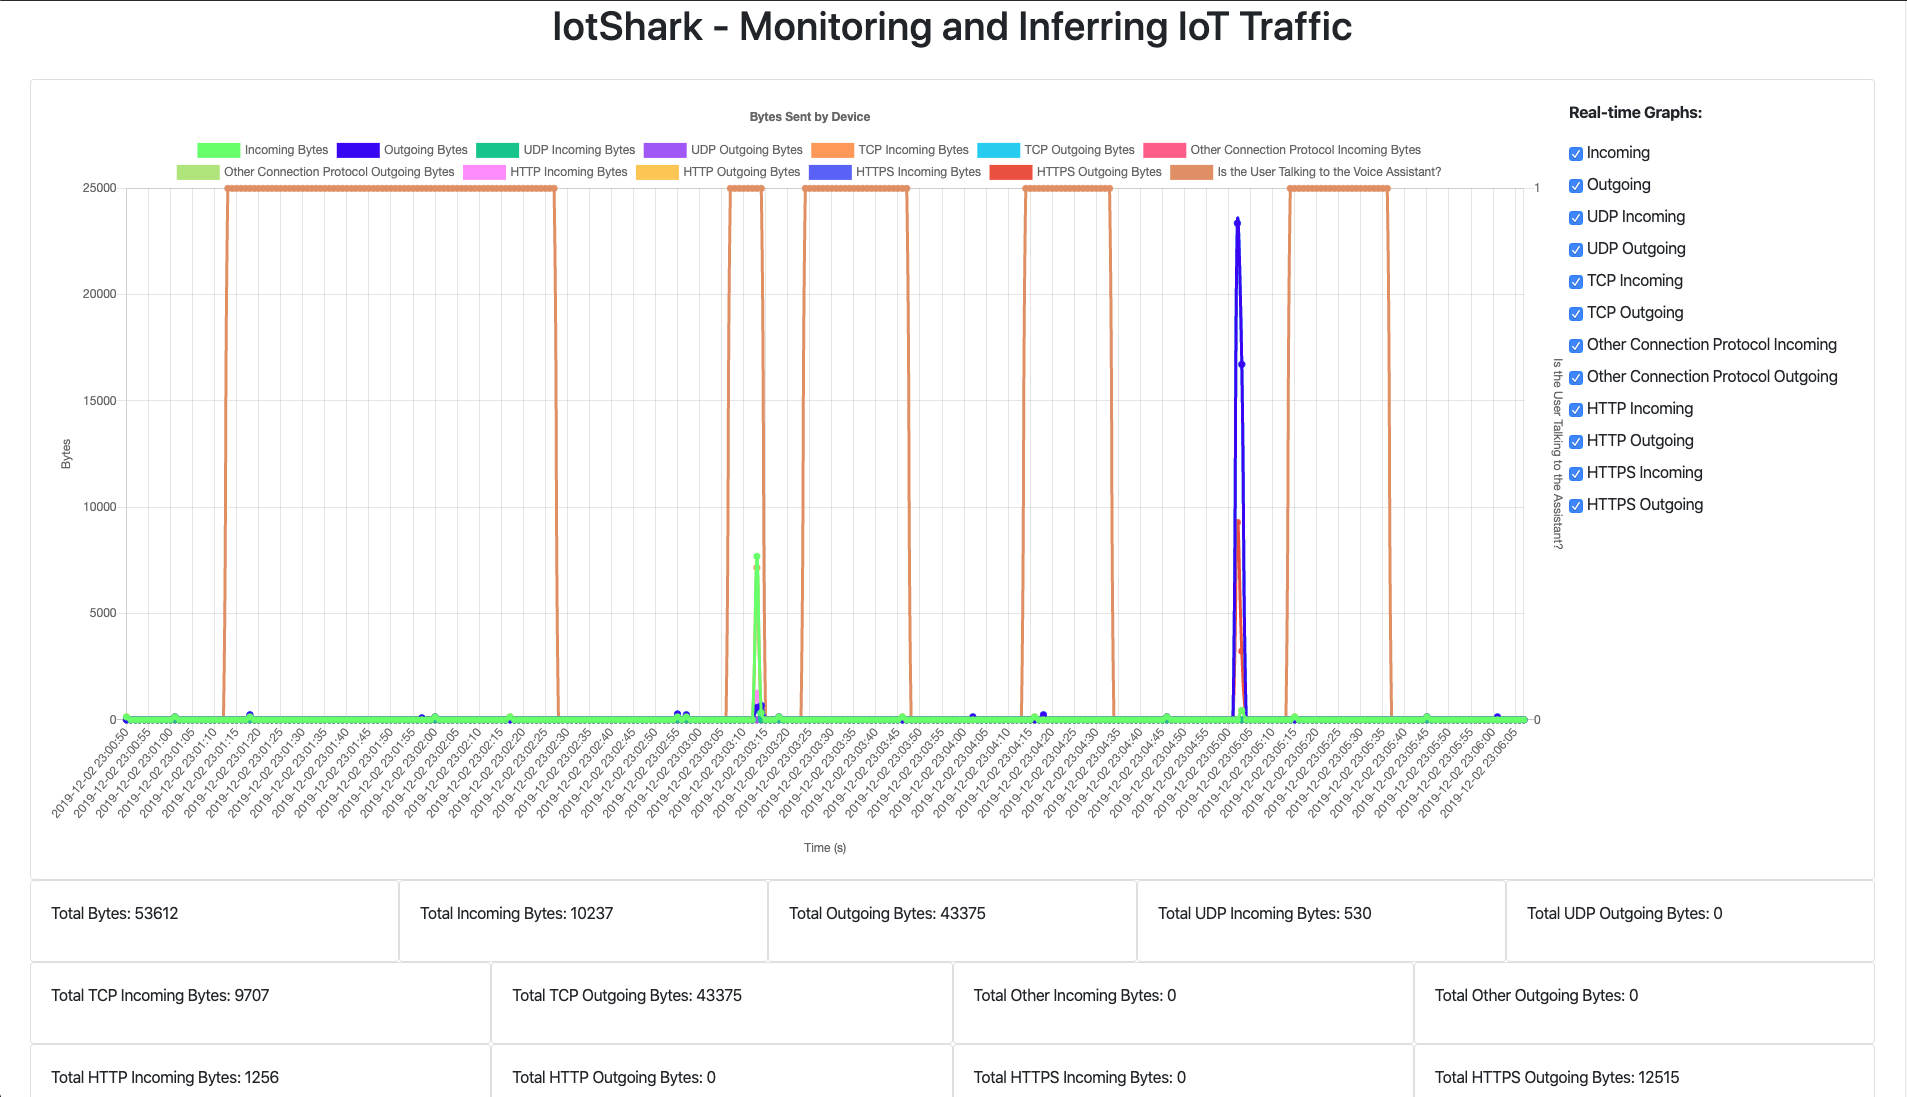 IotShark - Monitoring and Inferring IoT Traffic
Bytes Sent by Device
Incoming Bytes Outgoing Bytes UDP Incoming Bytes UDP Outgoing Bytes TCP Incoming Bytes TCP Outgoing Bytes Other Connection Protocol Incoming Bytes
Other Connection Protocol Outgoing Bytes HTTP Incoming Bytes HTTP Outgoing Bytes HTTPS Incoming Bytes HTTPS Outgoing Bytes Is the User Talking to the Voice Assistant?
25000
20000
15000
10000
5000
0
Bytes
1
0
Is the User Talking to the Assistant?
2019-12-02 23:00:50
2019-12-02 23:00:55
2019-12-02 23:01:00
2019-12-02 23:01:05
2019-12-02 23:01:10
2019-12-02 23:01:15
2019-12-02 23:01:20
2019-12-02 23:01:25
2019-12-02 23:01:30
2019-12-02 23:01:35
2019-12-02 23:01:40
2019-12-02 23:01:45
2019-12-02 23:01:50
2019-12-02 23:01:55
2019-12-02 23:02:00
2019-12-02 23:02:05
2019-12-02 23:02:10
2019-12-02 23:02:15
2019-12-02 23:02:20
2019-12-02 23:02:25
2019-12-02 23:02:30
2019-12-02 23:02:35
2019-12-02 23:02:40
2019-12-02 23:02:45
2019-12-02 23:02:50
2019-12-02 23:02:55
2019-12-02 23:03:00
2019-12-02 23:03:05
2019-12-02 23:03:10
2019-12-02 23:03:15
2019-12-02 23:03:20
2019-12-02 23:03:25
2019-12-02 23:03:30
2019-12-02 23:03:35
2019-12-02 23:03:40
2019-12-02 23:03:45
2019-12-02 23:03:50
2019-12-02 23:03:55
2019-12-02 23:04:00
2019-12-02 23:04:05
2019-12-02 23:04:10
2019-12-02 23:04:15
2019-12-02 23:04:20
2019-12-02 23:04:25
2019-12-02 23:04:30
2019-12-02 23:04:35
2019-12-02 23:04:40
2019-12-02 23:04:45
2019-12-02 23:04:50
2019-12-02 23:04:55
2019-12-02 23:05:00
2019-12-02 23:05:05
2019-12-02 23:05:10
2019-12-02 23:05:15
2019-12-02 23:05:20
2019-12-02 23:05:25
2019-12-02 23:05:30
2019-12-02 23:05:35
2019-12-02 23:05:40
2019-12-02 23:05:45
2019-12-02 23:05:50
2019-12-02 23:05:55
2019-12-02 23:06:00
2019-12-02 23:06:05
Time (s)
Real-time Graphs:
Incoming
Outgoing
UDP Incoming
UDP Outgoing
TCP Incoming
TCP Outgoing
Other Connection Protocol Incoming
Other Connection Protocol Outgoing
HTTP Incoming
HTTP Outgoing
HTTPS Incoming
HTTPS Outgoing
Total Bytes: 53612
Total Incoming Bytes: 10237
Total Outgoing Bytes: 43375
Total UDP Incoming Bytes: 530
Total UDP Outgoing Bytes: 0
Total TCP Incoming Bytes: 9707
Total TCP Outgoing Bytes: 43375
Total Other Incoming Bytes: 0
Total Other Outgoing Bytes: 0
Total HTTP Incoming Bytes: 1256
Total HTTP Outgoing Bytes: 0
Total HTTPS Incoming Bytes: 0
Total HTTPS Outgoing Bytes: 12515